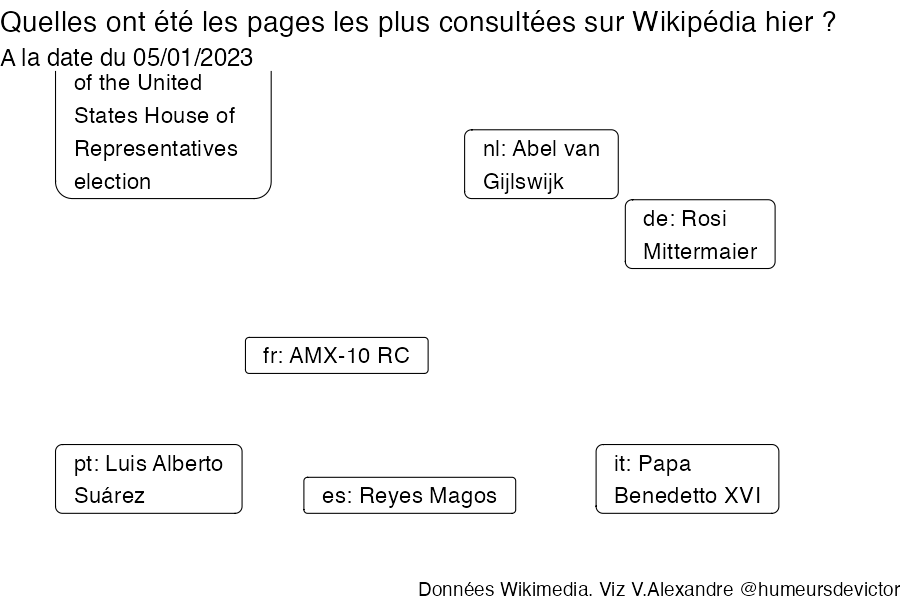 Quelles ont été les pages les plus consultées sur Wikipédia hier ?
A la date du 05/01/2023
of the United
States House of
Representatives
election
nl: Abel van
Gijlswijk
de: Rosi
Mittermaier
fr: AMX-10 RC
pt: Luis Alberto
Suárez
es: Reyes Magos
it: Papa
Benedetto XVI
Données Wikimedia. Viz V.Alexandre @humeursdevictor